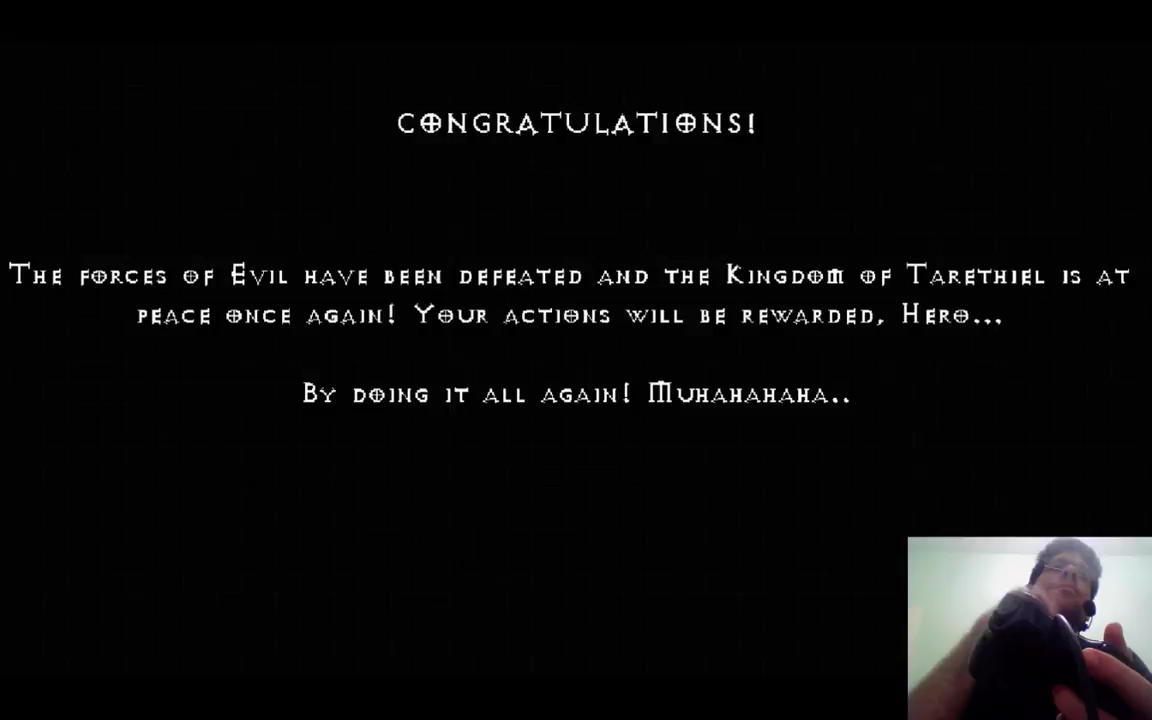 CONGRATULATIONS!
The forces of Evil have been defeated and the Kingdom of Tarethiel is at
peace once again! Your actions will be rewarded, Hero...
By doing it all again! Muhahahaha..